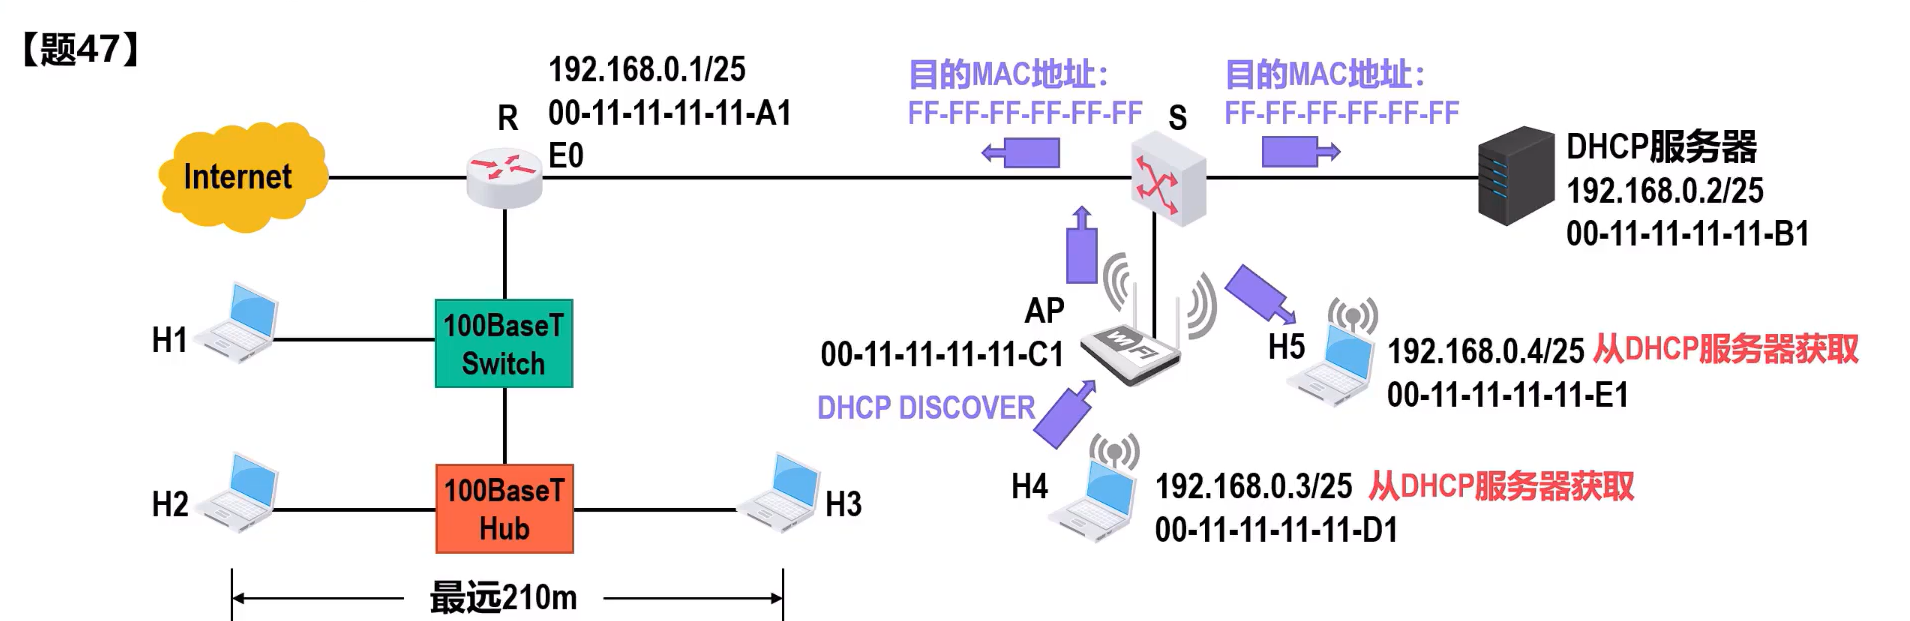 【题47】
192.168.0.1/25
R
00-11-11-11-11-A1
E0
Internet
目的MAC地址：
FF-FF-FF-FF-FF-FF
S
目的MAC地址：
FF-FF-FF-FF-FF-FF
DHCP服务器
192.168.0.2/25
00-11-11-11-11-B1
H1
100BaseT
Switch
AP
00-11-11-11-11-C1
WiFi
DHCP DISCOVER
H5
192.168.0.4/25 从DHCP服务器获取
00-11-11-11-11-E1
H2
100BaseT
Hub
H3
H4
192.168.0.3/25 从DHCP服务器获取
00-11-11-11-11-D1
最远210m